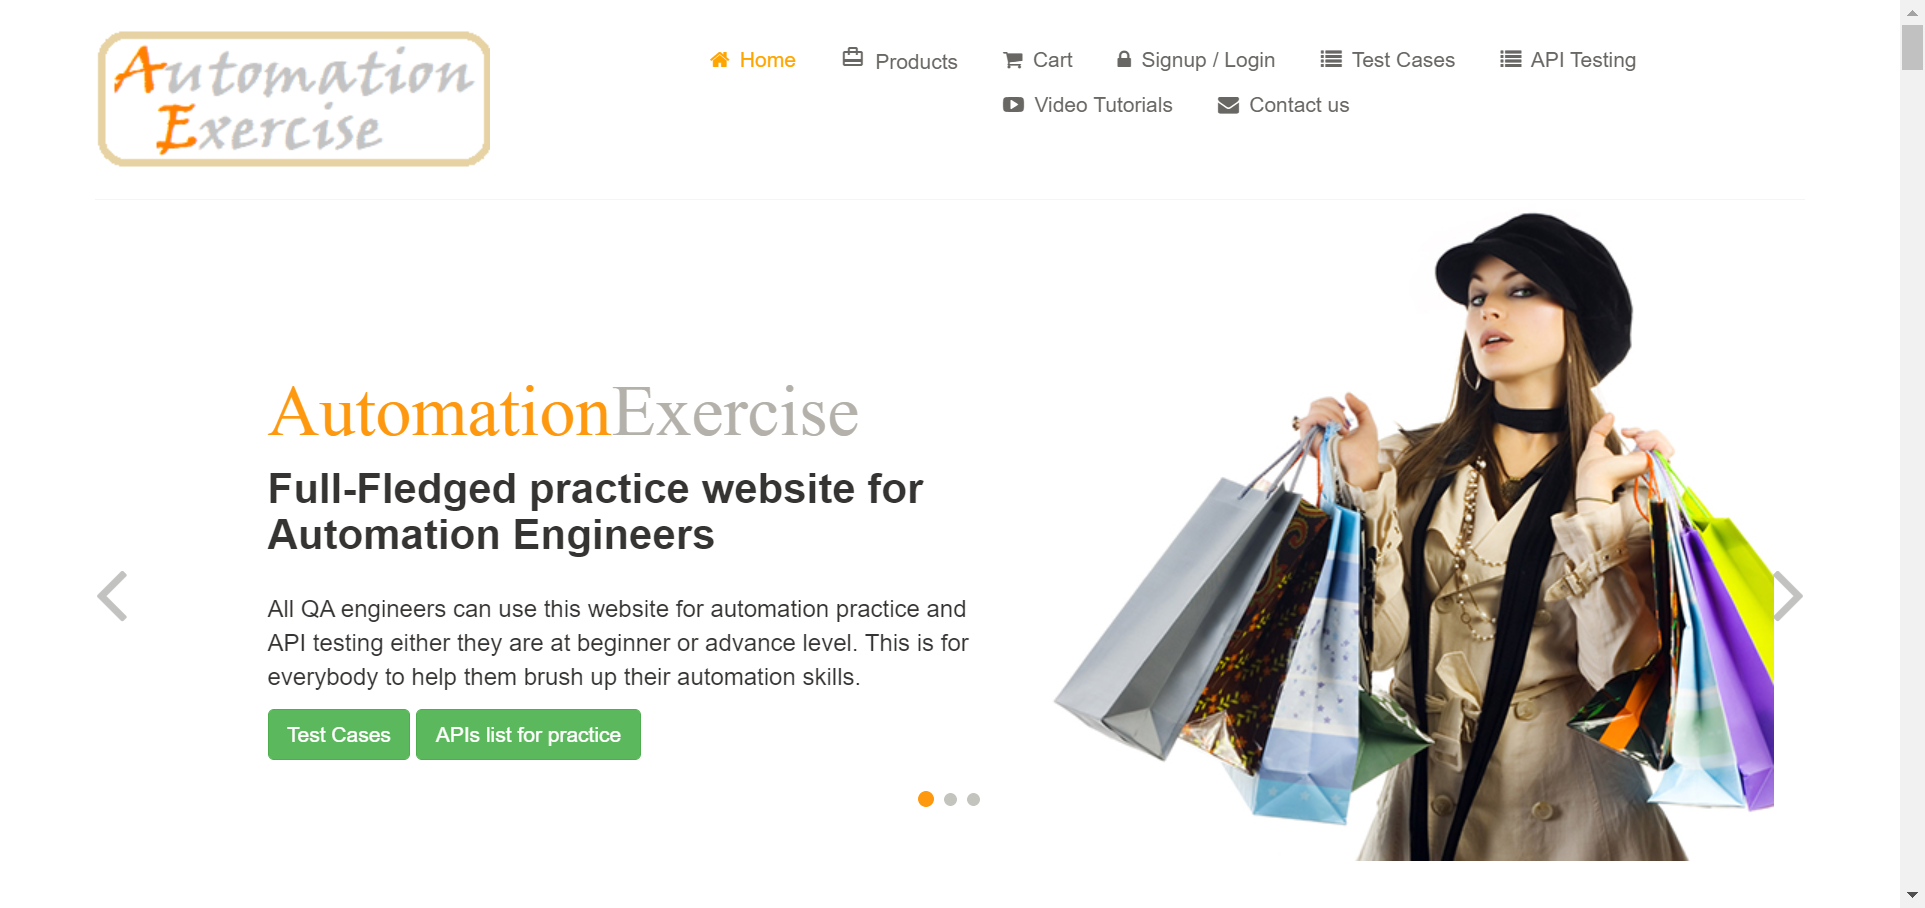 Automation
Exercise
Home
Products
Cart
Signup / Login
Test Cases
API Testing
Video Tutorials
Contact us
AutomationExercise
Full-Fledged practice website for
Automation Engineers
All QA engineers can use this website for automation practice and
API testing either they are at beginner or advance level. This is for
everybody to help them brush up their automation skills.
Test Cases
APIs list for practice